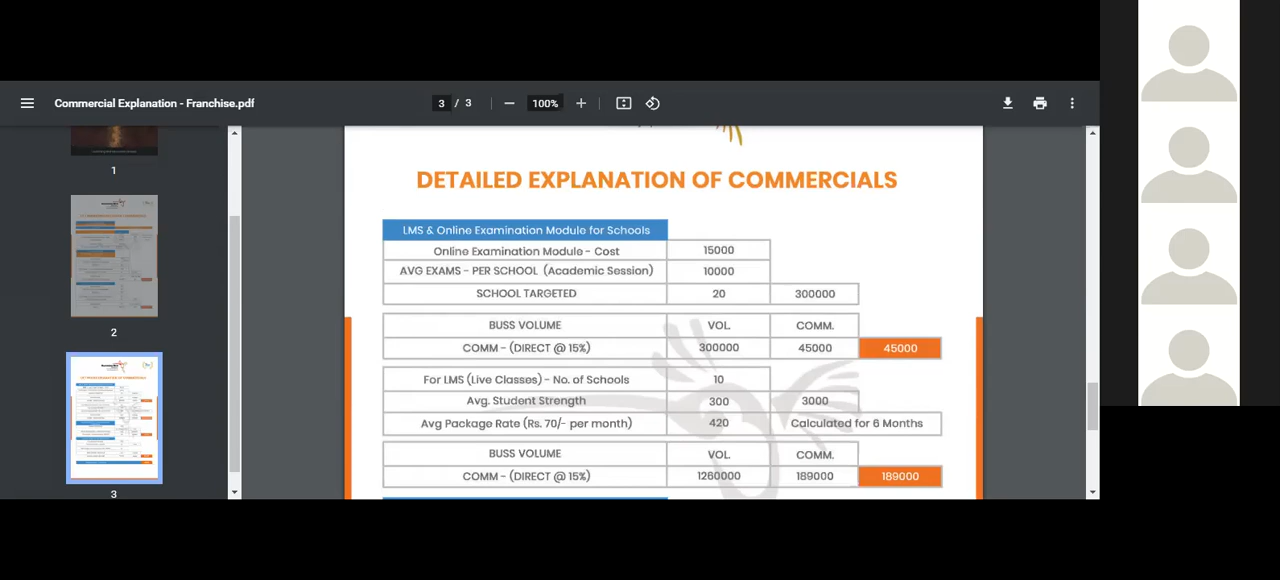 Commercial Explanation - Franchise.pdf
3 / 3
100%
1
2
3
DETAILED EXPLANATION OF COMMERCIALS
LMS & Online Examination Module for Schools
Online Examination Module - Cost 15000
AVG EXAMS - PER SCHOOL (Academic Session) 10000
SCHOOL TARGETED 20 300000
BUSS VOLUME VOL. COMM.
COMM - (DIRECT @ 15%) 300000 45000 45000
For LMS (Live Classes) - No. of Schools 10
Avg. Student Strength 300 3000
Avg Package Rate (Rs. 70/- per month) 420 Calculated for 6 Months
BUSS VOLUME VOL. COMM.
COMM - (DIRECT @ 15%) 1260000 189000 189000